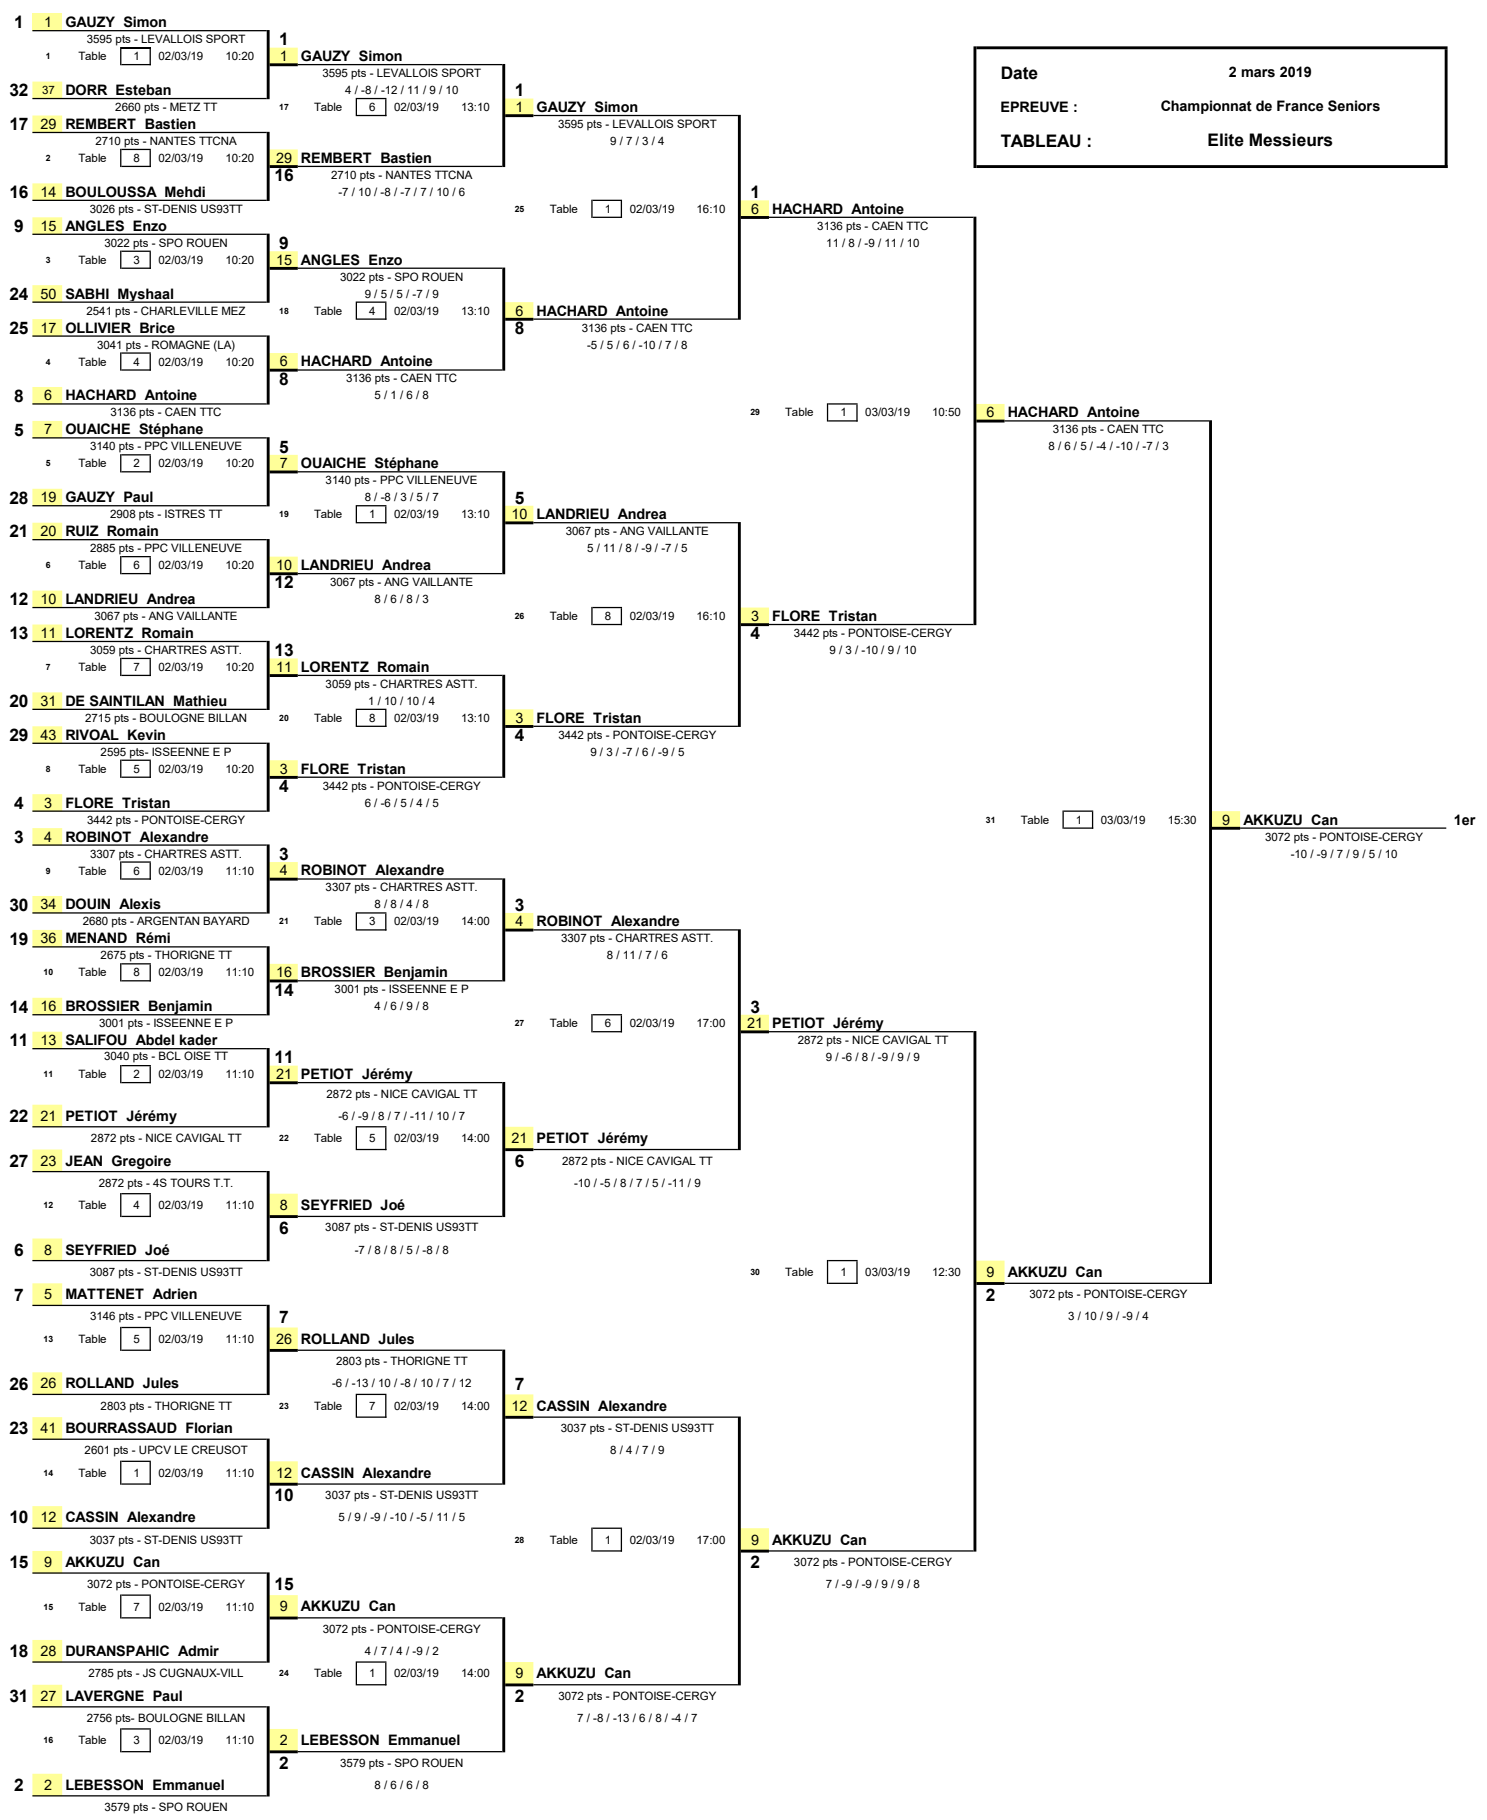 Date 2 mars 2019
EPREUVE : Championnat de France Seniors
TABLEAU : Elite Messieurs
1 1 GAUZY Simon
3595 pts - LEVALLOIS SPORT
1 Table 1 02/03/19 10:20
32 37 DORR Esteban
2660 pts - METZ TT
17 29 REMBERT Bastien
2710 pts - NANTES TTCNA
2 Table 8 02/03/19 10:20
16 14 BOULOUSSA Mehdi
3026 pts - ST-DENIS US93TT
9 15 ANGLES Enzo
3022 pts - SPO ROUEN
3 Table 3 02/03/19 10:20
24 50 SABHI Myshaal
2541 pts - CHARLEVILLE MEZ
25 17 OLLIVIER Brice
3041 pts - ROMAGNE (LA)
4 Table 4 02/03/19 10:20
8 6 HACHARD Antoine
3136 pts - CAEN TTC
5 7 OUAICHE Stéphane
3140 pts - PPC VILLENEUVE
5 Table 2 02/03/19 10:20
28 19 GAUZY Paul
2908 pts - ISTRES TT
21 20 RUIZ Romain
2885 pts - PPC VILLENEUVE
6 Table 6 02/03/19 10:20
12 10 LANDRIEU Andrea
3067 pts - ANG VAILLANTE
13 11 LORENTZ Romain
3059 pts - CHARTRES ASTT.
7 Table 7 02/03/19 10:20
20 31 DE SAINTILAN Mathieu
2715 pts - BOULOGNE BILLAN
29 43 RIVOAL Kevin
2595 pts- ISSEENNE E P
8 Table 5 02/03/19 10:20
4 3 FLORE Tristan
3442 pts - PONTOISE-CERGY
3 4 ROBINOT Alexandre
3307 pts - CHARTRES ASTT.
9 Table 6 02/03/19 11:10
30 34 DOUIN Alexis
2680 pts - ARGENTAN BAYARD
19 36 MENAND Rémi
2675 pts - THORIGNE TT
10 Table 8 02/03/19 11:10
14 16 BROSSIER Benjamin
3001 pts - ISSEENNE E P
11 13 SALIFOU Abdel kader
3040 pts - BCL OISE TT
11 Table 2 02/03/19 11:10
22 21 PETIOT Jérémy
2872 pts - NICE CAVIGAL TT
27 23 JEAN Gregoire
2872 pts - 4S TOURS T.T.
12 Table 4 02/03/19 11:10
6 8 SEYFRIED Joé
3087 pts - ST-DENIS US93TT
7 5 MATTENET Adrien
3146 pts - PPC VILLENEUVE
13 Table 5 02/03/19 11:10
26 26 ROLLAND Jules
2803 pts - THORIGNE TT
23 41 BOURRASSAUD Florian
2601 pts - UPCV LE CREUSOT
14 Table 1 02/03/19 11:10
10 12 CASSIN Alexandre
3037 pts - ST-DENIS US93TT
15 9 AKKUZU Can
3072 pts - PONTOISE-CERGY
15 Table 7 02/03/19 11:10
18 28 DURANSPAHIC Admir
2785 pts - JS CUGNAUX-VILL
31 27 LAVERGNE Paul
2756 pts- BOULOGNE BILLAN
16 Table 3 02/03/19 11:10
2 2 LEBESSON Emmanuel
3579 pts - SPO ROUEN
1
1 GAUZY Simon
3595 pts - LEVALLOIS SPORT
4 / -8 / -12 / 11 / 9 / 10
17 Table 6 02/03/19 13:10
29 REMBERT Bastien
16 2710 pts - NANTES TTCNA
-7 / 10 / -8 / -7 / 7 / 10 / 6
9
15 ANGLES Enzo
3022 pts - SPO ROUEN
9 / 5 / 5 / -7 / 9
18 Table 4 02/03/19 13:10
6 HACHARD Antoine
8 3136 pts - CAEN TTC
5 / 1 / 6 / 8
5
7 OUAICHE Stéphane
3140 pts - PPC VILLENEUVE
8 / -8 / 3 / 5 / 7
19 Table 1 02/03/19 13:10
10 LANDRIEU Andrea
12 3067 pts - ANG VAILLANTE
8 / 6 / 8 / 3
13
11 LORENTZ Romain
3059 pts - CHARTRES ASTT.
1 / 10 / 10 / 4
20 Table 8 02/03/19 13:10
3 FLORE Tristan
4 3442 pts - PONTOISE-CERGY
6 / -6 / 5 / 4 / 5
3
4 ROBINOT Alexandre
3307 pts - CHARTRES ASTT.
8 / 8 / 4 / 8
21 Table 3 02/03/19 14:00
16 BROSSIER Benjamin
14 3001 pts - ISSEENNE E P
4 / 6 / 9 / 8
11
21 PETIOT Jérémy
2872 pts - NICE CAVIGAL TT
-6 / -9 / 8 / 7 / -11 / 10 / 7
22 Table 5 02/03/19 14:00
8 SEYFRIED Joé
6 3087 pts - ST-DENIS US93TT
-7 / 8 / 8 / 5 / -8 / 8
7
26 ROLLAND Jules
2803 pts - THORIGNE TT
-6 / -13 / 10 / -8 / 10 / 7 / 12
23 Table 7 02/03/19 14:00
12 CASSIN Alexandre
10 3037 pts - ST-DENIS US93TT
5 / 9 / -9 / -10 / -5 / 11 / 5
15
9 AKKUZU Can
3072 pts - PONTOISE-CERGY
4 / 7 / 4 / -9 / 2
24 Table 1 02/03/19 14:00
2 LEBESSON Emmanuel
2 3579 pts - SPO ROUEN
8 / 6 / 6 / 8
1
1 GAUZY Simon
3595 pts - LEVALLOIS SPORT
9 / 7 / 3 / 4
25 Table 1 02/03/19 16:10
6 HACHARD Antoine
8 3136 pts - CAEN TTC
-5 / 5 / 6 / -10 / 7 / 8
5
10 LANDRIEU Andrea
3067 pts - ANG VAILLANTE
5 / 11 / 8 / -9 / -7 / 5
26 Table 8 02/03/19 16:10
3 FLORE Tristan
4 3442 pts - PONTOISE-CERGY
9 / 3 / -7 / 6 / -9 / 5
3
4 ROBINOT Alexandre
3307 pts - CHARTRES ASTT.
8 / 11 / 7 / 6
27 Table 6 02/03/19 17:00
21 PETIOT Jérémy
6 2872 pts - NICE CAVIGAL TT
-10 / -5 / 8 / 7 / 5 / -11 / 9
7
12 CASSIN Alexandre
3037 pts - ST-DENIS US93TT
8 / 4 / 7 / 9
28 Table 1 02/03/19 17:00
9 AKKUZU Can
2 3072 pts - PONTOISE-CERGY
7 / -8 / -13 / 6 / 8 / -4 / 7
1
6 HACHARD Antoine
3136 pts - CAEN TTC
11 / 8 / -9 / 11 / 10
29 Table 1 03/03/19 10:50
3 FLORE Tristan
4 3442 pts - PONTOISE-CERGY
9 / 3 / -10 / 9 / 10
3
21 PETIOT Jérémy
2872 pts - NICE CAVIGAL TT
9 / -6 / 8 / -9 / 9 / 9
30 Table 1 03/03/19 12:30
9 AKKUZU Can
2 3072 pts - PONTOISE-CERGY
7 / -9 / -9 / 9 / 9 / 8
6 HACHARD Antoine
3136 pts - CAEN TTC
8 / 6 / 5 / -4 / -10 / -7 / 3
31 Table 1 03/03/19 15:30
9 AKKUZU Can
2 3072 pts - PONTOISE-CERGY
3 / 10 / 9 / -9 / 4
9 AKKUZU Can 1er
3072 pts - PONTOISE-CERGY
-10 / -9 / 7 / 9 / 5 / 10